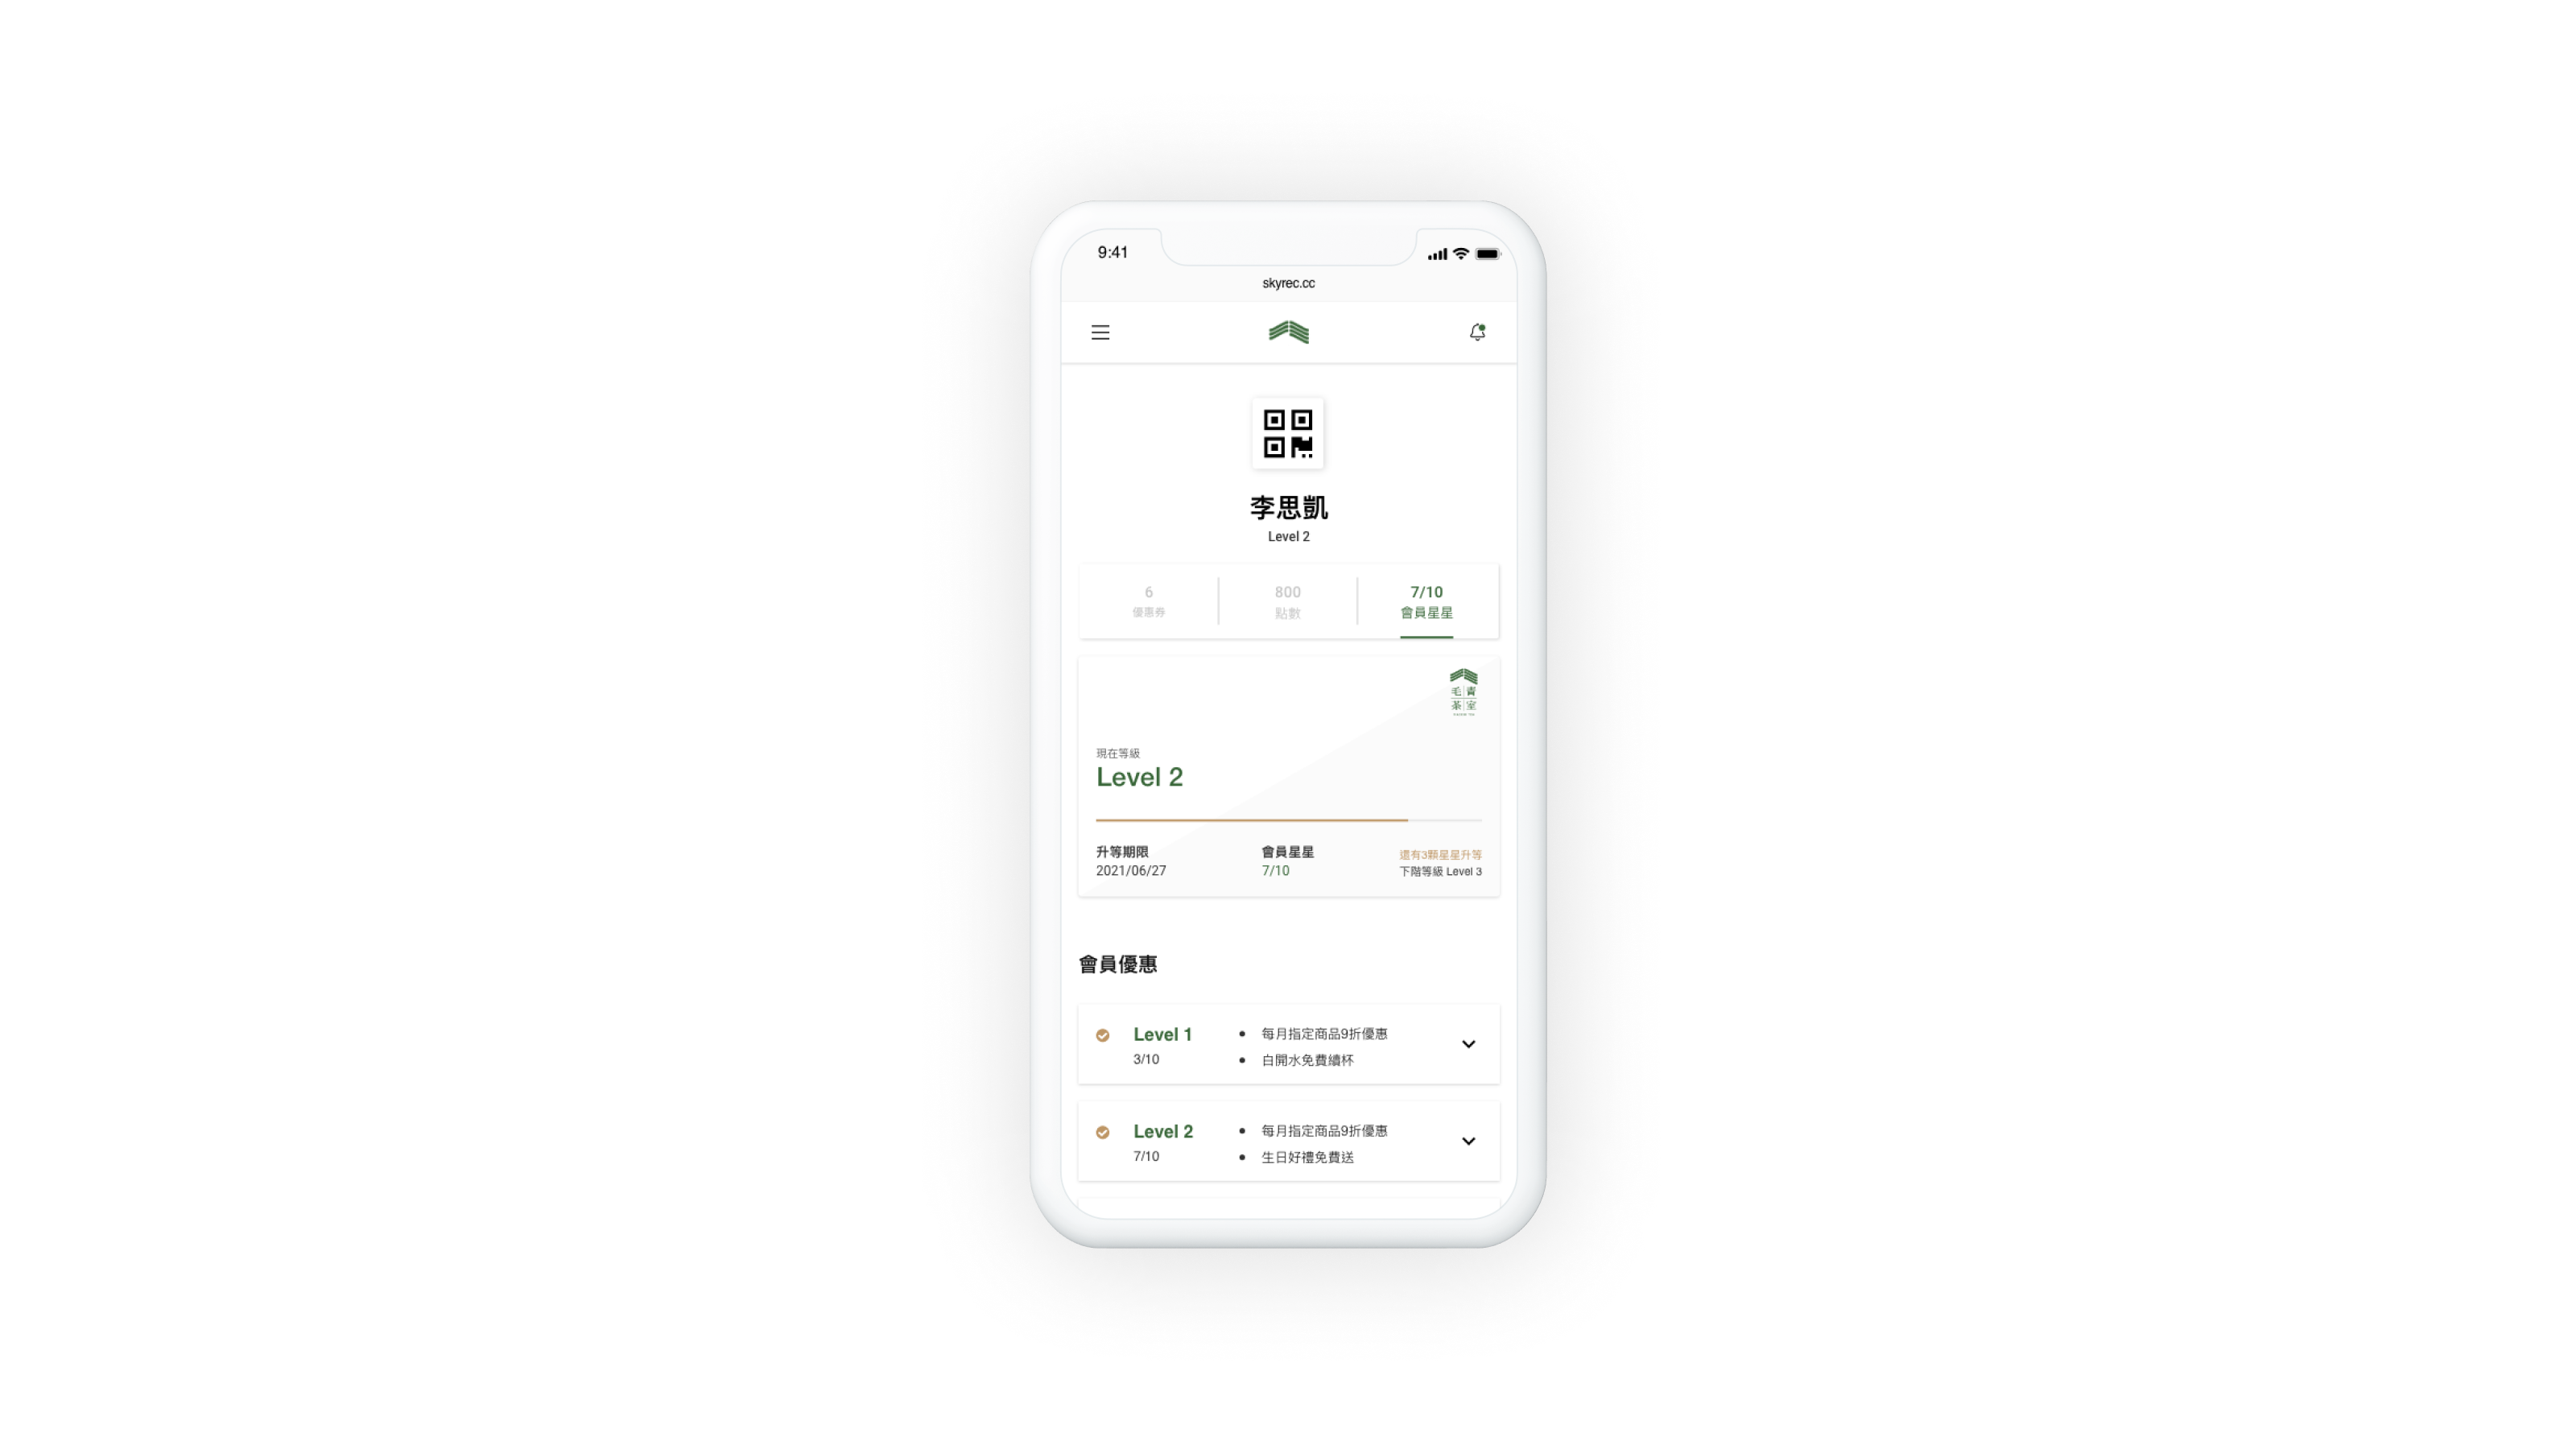 9:41
skyrec.cc
李思凱
Level 2
6
優惠券
800
點數
7/10
會員星星
毛青
茶室
現在等級
Level 2
升等期限
2021/06/27
會員星星
7/10
還有3顆星星升等
下階等級 Level 3
會員優惠
Level 1
3/10
每月指定商品9折優惠
白開水免費續杯
Level 2
7/10
每月指定商品9折優惠
生日好禮免費送